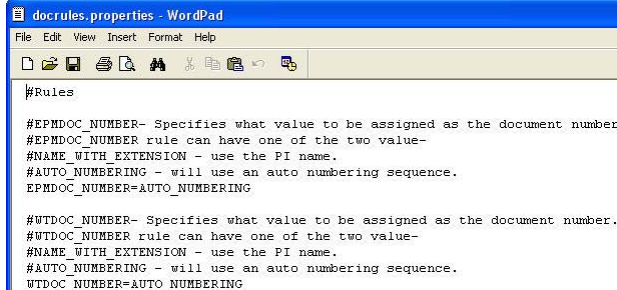 docrules.properties - WordPad
File Edit View Insert Format Help
#Rules
#EPMDOC_NUMBER- Specifies what value to be assigned as the document number
#EPMDOC_NUMBER rule can have one of the two value-
#NAME_WITH_EXTENSION - use the PI name.
#AUTO_NUMBERING - will use an auto numbering sequence.
EPMDOC_NUMBER=AUTO_NUMBERING
#WTDOC_NUMBER- Specifies what value to be assigned as the document number.
#WTDOC_NUMBER rule can have one of the two value-
#NAME_WITH_EXTENSION - use the PI name.
#AUTO_NUMBERING - will use an auto numbering sequence.
WTDOC_NUMBER=AUTO_NUMBERING